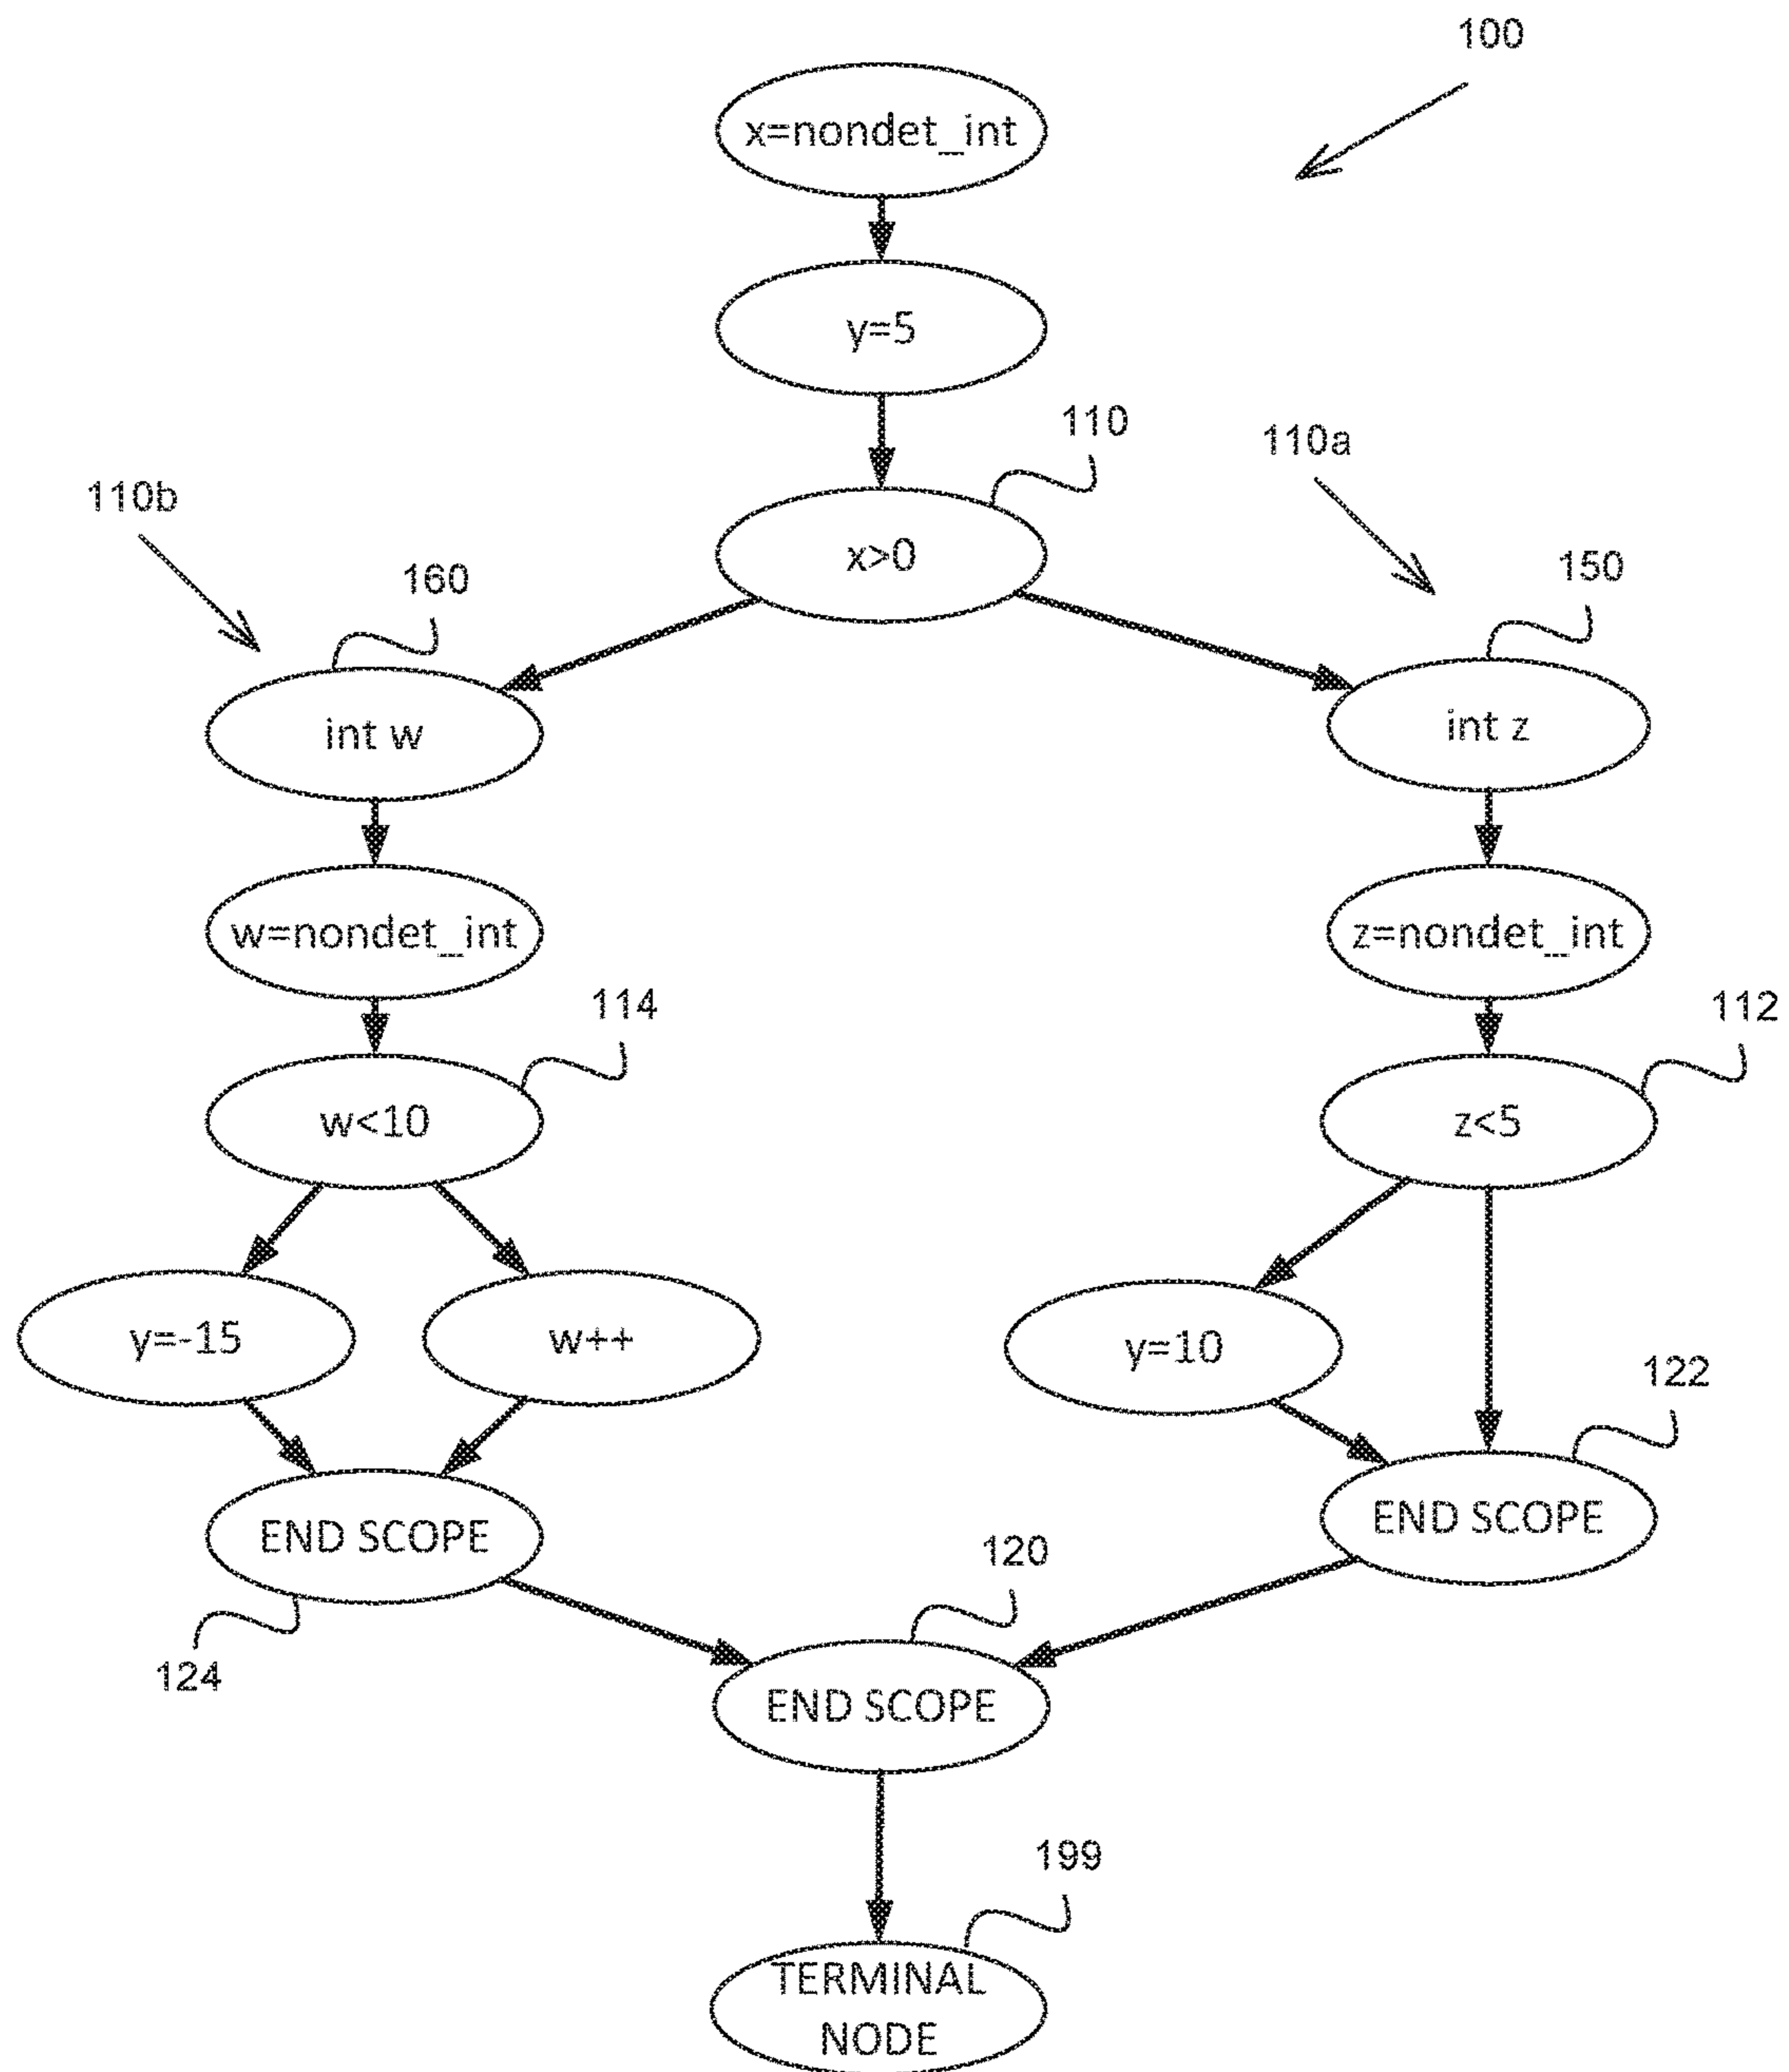 100
x=nondet_int
y=5
110
110a
110b
x>0
160
150
int w
int z
w=nondet_int
z=nondet_int
114
112
w<10
z<5
y=-15
w++
y=10
122
END SCOPE
END SCOPE
120
124
END SCOPE
199
TERMINAL
NODE